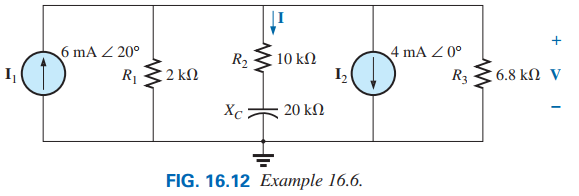 I
6 mA ∠ 20°
I₁
R₁
2 kΩ
R₂
10 kΩ
X_C
20 kΩ
4 mA ∠ 0°
I₂
R₃
6.8 kΩ
+
V
−
FIG. 16.12 Example 16.6.